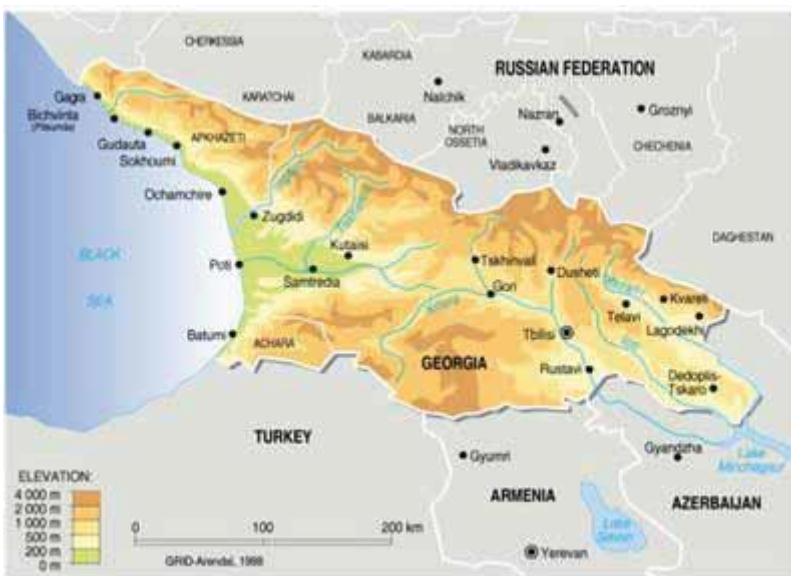 CHERKESSIA
KABARDIA
RUSSIAN FEDERATION
Gagra
KARATCHAI
Nalchik
Bichvinta
(Pitsunda)
BALKARIA
Nazran
Groznyi
Gudauta
APKHAZETI
NORTH
OSSETIA
Sokhoumi
Vladikavkaz
CHECHENIA
Ochamchire
Zugdidi
DAGHESTAN
BLACK
SEA
Kutaisi
Poti
Samtredia
Tskhinvali
Dusheti
Gori
Kvareli
Telavi
Lagodekhi
Batumi
ACHARA
Tbilisi
GEORGIA
Rustavi
Dedoplis-
Tskaro
TURKEY
Gyumri
Gyandzha
Lake
Minchagaur
ARMENIA
AZERBAIJAN
Lake
Sevan
Yerevan
ELEVATION:
4 000 m
2 000 m
1 000 m
500 m
200 m
0 m
0 100 200 km
GRID-Arendal, 1998